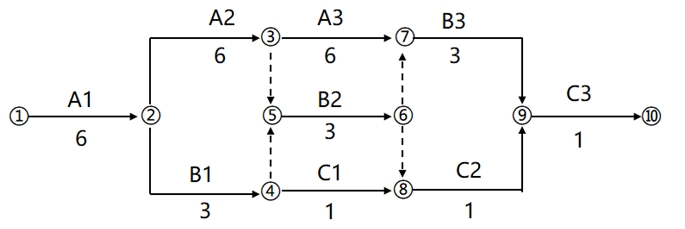 A2 A3 B3
③ ⑦
6 6 3
A1 B2 C3
① ② ⑤ ⑥ ⑨ ⑩
6 3 1
B1 C1 C2
④ ⑧
3 1 1